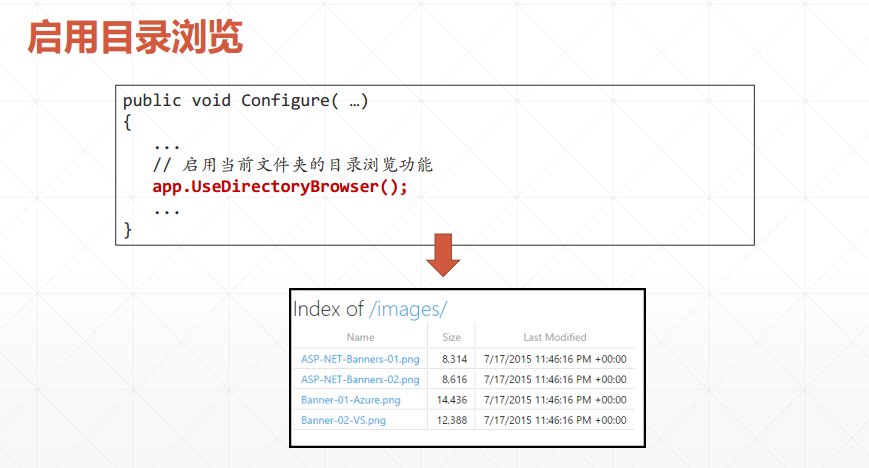 启用目录浏览
public void Configure( …)
{
...
// 启用当前文件夹的目录浏览功能
app.UseDirectoryBrowser();
...
}
Index of /images/
Name Size Last Modified
ASP-NET-Banners-01.png 8,314 7/17/2015 11:46:16 PM +00:00
ASP-NET-Banners-02.png 8,616 7/17/2015 11:46:16 PM +00:00
Banner-01-Azure.png 14,436 7/17/2015 11:46:16 PM +00:00
Banner-02-VS.png 12,388 7/17/2015 11:46:16 PM +00:00